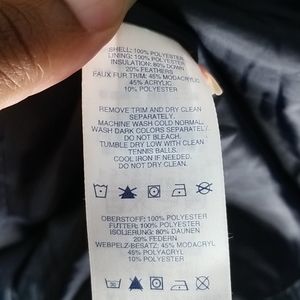 SHELL: 100% POLYESTER
LINING: 100% POLYESTER
INSULATION: 80% DOWN
20% FEATHERS
FAUX FUR TRIM: 45% MODACRYLIC
45% ACRYLIC
10% POLYESTER
REMOVE TRIM AND DRY CLEAN
SEPARATELY.
MACHINE WASH COLD NORMAL.
WASH DARK COLORS SEPARATELY.
DO NOT BLEACH.
TUMBLE DRY LOW WITH CLEAN
TENNIS BALLS.
COOL IRON IF NEEDED.
DO NOT DRY CLEAN.
OBERSTOFF: 100% POLYESTER
FUTTER: 100% POLYESTER
ISOLIERUNG: 80% DAUNEN
20% FEDERN
WEBPELZ-BESATZ: 45% MODACRYL
45% POLYACRYL
10% POLYESTER